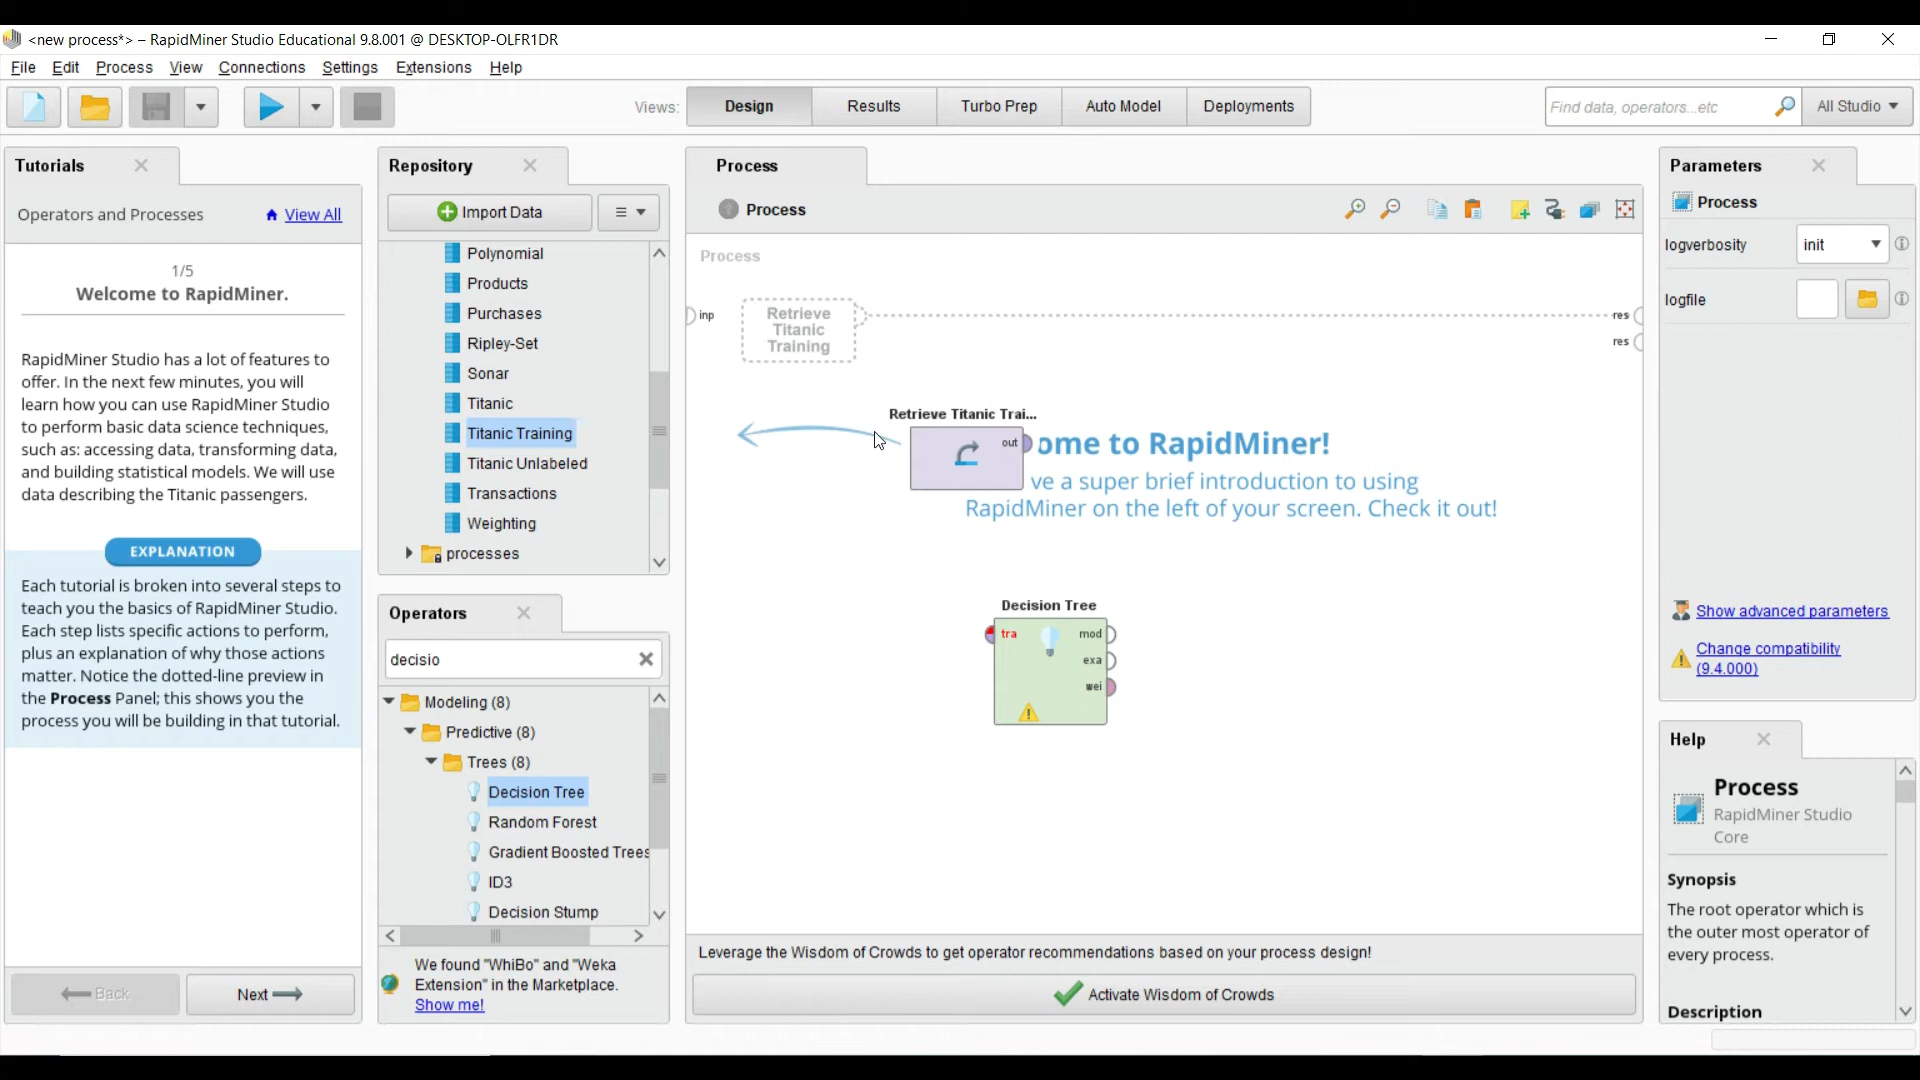 <new process*> – RapidMiner Studio Educational 9.8.001 @ DESKTOP-OLFR1DR
File Edit Process View Connections Settings Extensions Help
Views: Design Results Turbo Prep Auto Model Deployments
Find data, operators...etc
All Studio
Tutorials
Operators and Processes
View All
1/5
Welcome to RapidMiner.
RapidMiner Studio has a lot of features to
offer. In the next few minutes, you will
learn how you can use RapidMiner Studio
to perform basic data science techniques,
such as: accessing data, transforming data,
and building statistical models. We will use
data describing the Titanic passengers.
EXPLANATION
Each tutorial is broken into several steps to
teach you the basics of RapidMiner Studio.
Each step lists specific actions to perform,
plus an explanation of why those actions
matter. Notice the dotted-line preview in
the Process Panel; this shows you the
process you will be building in that tutorial.
Back
Next
Repository
Import Data
Polynomial
Products
Purchases
Ripley-Set
Sonar
Titanic
Titanic Training
Titanic Unlabeled
Transactions
Weighting
processes
Operators
decisio
Modeling (8)
Predictive (8)
Trees (8)
Decision Tree
Random Forest
Gradient Boosted Trees
ID3
Decision Stump
We found "WhiBo" and "Weka
Extension" in the Marketplace.
Show me!
Process
Process
Process
inp
Retrieve
Titanic
Training
res
res
Retrieve Titanic Trai...
out
ome to RapidMiner!
ve a super brief introduction to using
RapidMiner on the left of your screen. Check it out!
Decision Tree
tra
mod
exa
wei
Leverage the Wisdom of Crowds to get operator recommendations based on your process design!
Activate Wisdom of Crowds
Parameters
Process
logverbosity
init
logfile
Show advanced parameters
Change compatibility
(9.4.000)
Help
Process
RapidMiner Studio
Core
Synopsis
The root operator which is
the outer most operator of
every process.
Description